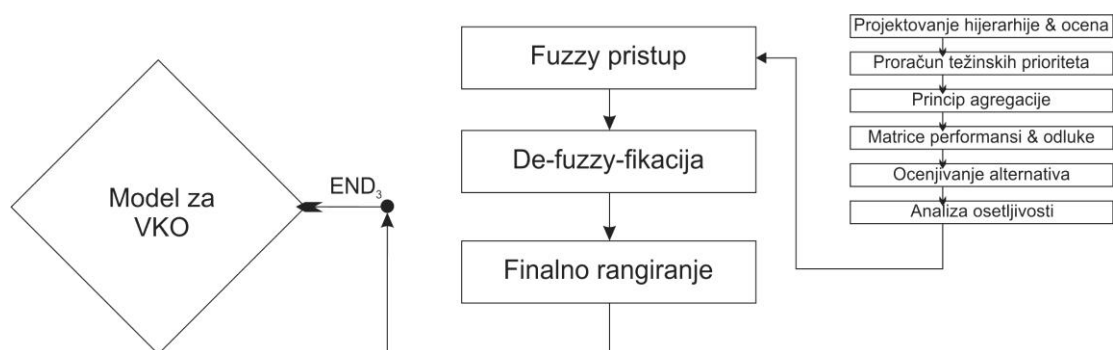 Model za
VKO
END₃
Fuzzy pristup
De-fuzzy-fikacija
Finalno rangiranje
Projektovanje hijerarhije & ocena
Proračun težinskih prioriteta
Princip agregacije
Matrice performansi & odluke
Ocenjivanje alternativa
Analiza osetljivosti